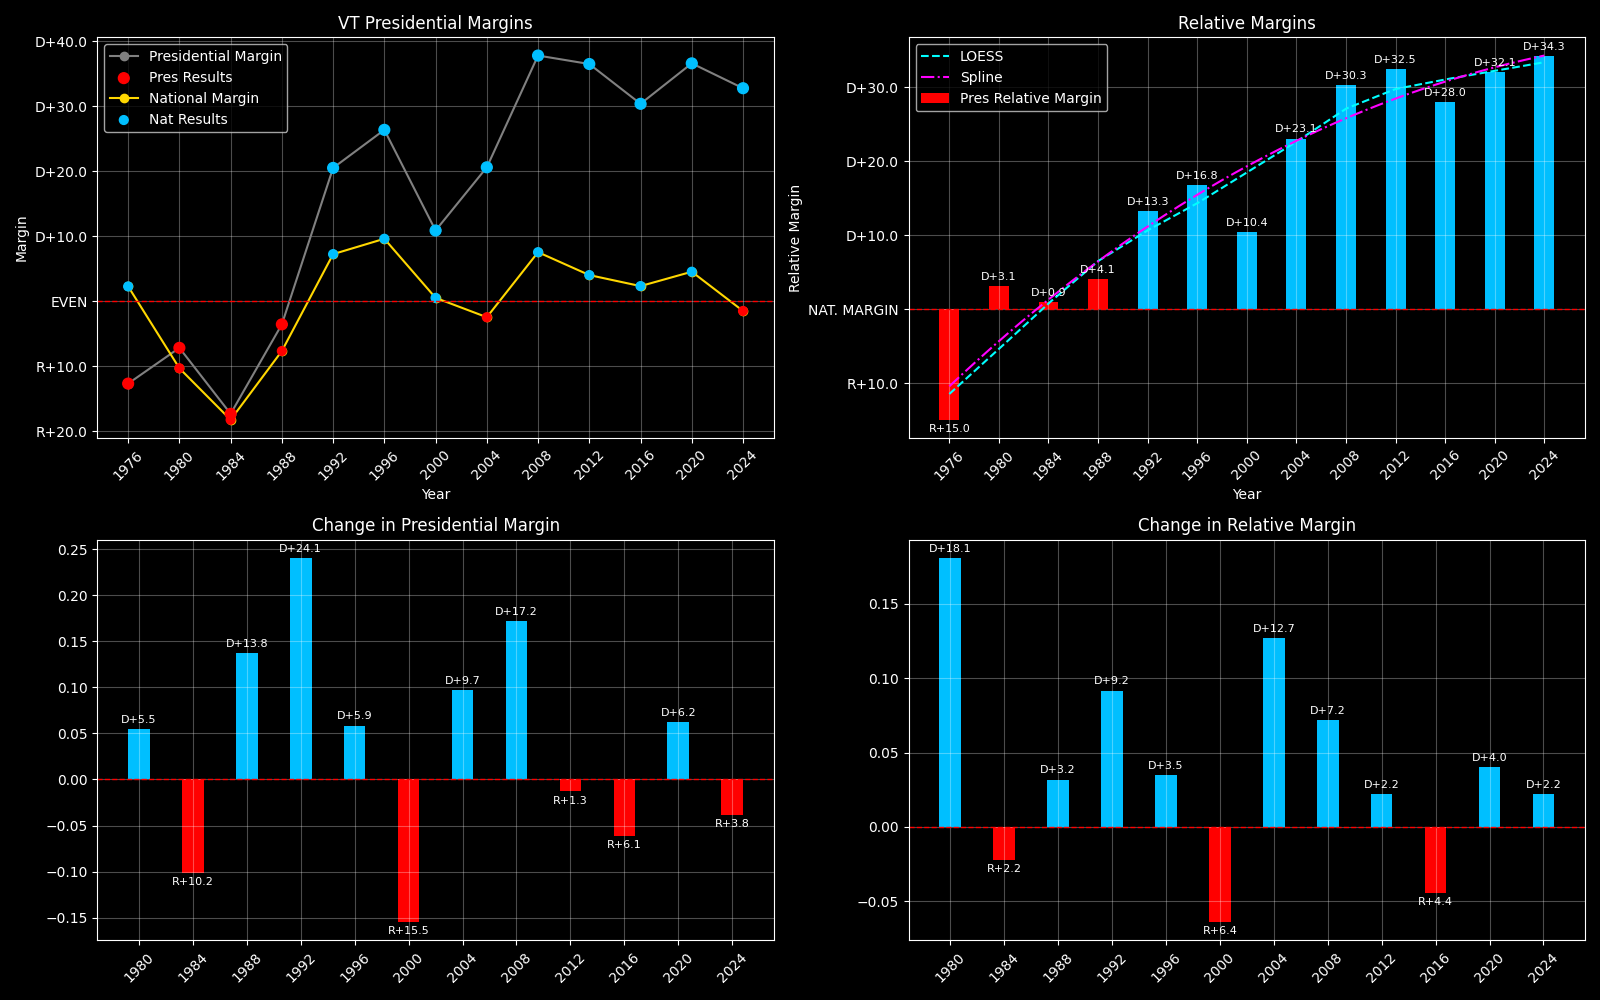 VT Presidential Margins
D+40.0
D+30.0
D+20.0
D+10.0
EVEN
R+10.0
R+20.0
Margin
Presidential Margin
Pres Results
National Margin
Nat Results
1976
1980
1984
1988
1992
1996
2000
2004
2008
2012
2016
2020
2024
Year
Relative Margins
D+30.0
D+20.0
D+10.0
NAT. MARGIN
R+10.0
Relative Margin
LOESS
Spline
Pres Relative Margin
R+15.0
D+3.1
D+0.9
D+4.1
D+13.3
D+16.8
D+10.4
D+23.1
D+30.3
D+32.5
D+28.0
D+32.1
D+34.3
1976
1980
1984
1988
1992
1996
2000
2004
2008
2012
2016
2020
2024
Year
Change in Presidential Margin
0.25
0.20
0.15
0.10
0.05
0.00
−0.05
−0.10
−0.15
D+5.5
R+10.2
D+13.8
D+24.1
D+5.9
R+15.5
D+9.7
D+17.2
R+1.3
R+6.1
D+6.2
R+3.8
1980
1984
1988
1992
1996
2000
2004
2008
2012
2016
2020
2024
Change in Relative Margin
0.15
0.10
0.05
0.00
−0.05
D+18.1
R+2.2
D+3.2
D+9.2
D+3.5
R+6.4
D+12.7
D+7.2
D+2.2
R+4.4
D+4.0
D+2.2
1980
1984
1988
1992
1996
2000
2004
2008
2012
2016
2020
2024